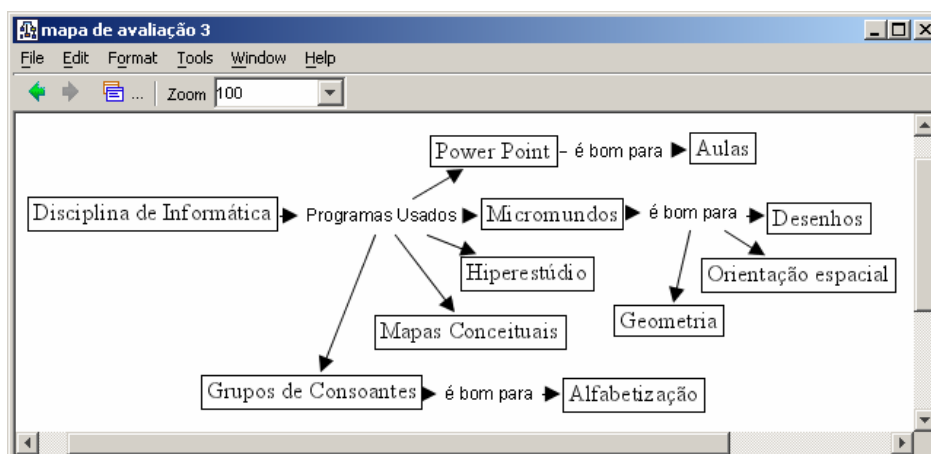 mapa de avaliação 3
File Edit Format Tools Window Help
... Zoom 100
Power Point é bom para Aulas
Disciplina de Informática Programas Usados Micromundos é bom para Desenhos
Hiperestúdio Orientação espacial
Mapas Conceituais Geometria
Grupos de Consoantes é bom para Alfabetização